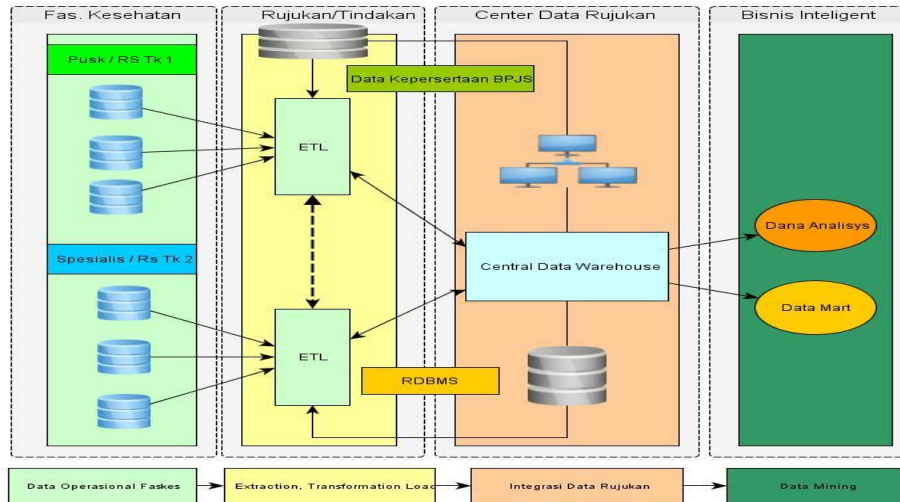 Fas. Kesehatan
Rujukan/Tindakan
Center Data Rujukan
Bisnis Inteligent
Pusk / RS Tk 1
Data Kepersertaan BPJS
ETL
Dana Analisys
Spesialis / Rs Tk 2
Central Data Warehouse
Data Mart
ETL
RDBMS
Data Operasional Faskes
Extraction, Transformation Load
Integrasi Data Rujukan
Data Mining